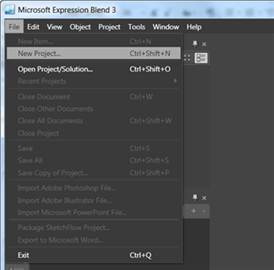 Microsoft Expression Blend 3
File Edit View Object Project Tools Window Help
New Item... Ctrl+N
New Project... Ctrl+Shift+N
Open Project/Solution... Ctrl+Shift+O
Recent Projects
Close Document Ctrl+W
Close Other Documents
Close All Documents Ctrl+Shift+W
Close Project
Save Ctrl+S
Save All Ctrl+Shift+S
Save Copy of Project... Ctrl+Shift+P
Import Adobe Photoshop File...
Import Adobe Illustrator File...
Import Microsoft PowerPoint File...
Package SketchFlow Project...
Export to Microsoft Word...
Exit Ctrl+Q